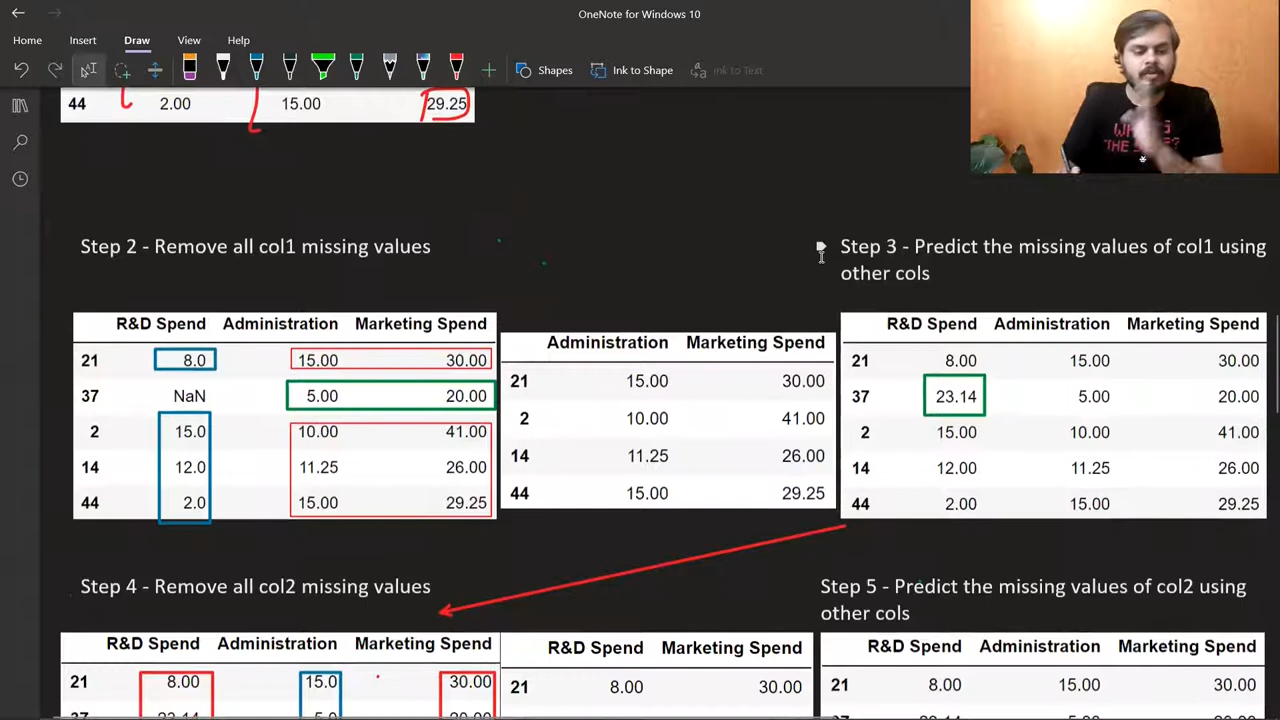 OneNote for Windows 10
Home Insert Draw View Help
Shapes Ink to Shape Ink to Text
44 2.00 15.00 29.25
Step 2 - Remove all col1 missing values
Step 3 - Predict the missing values of col1 using
other cols
R&D Spend Administration Marketing Spend
21 8.0 15.00 30.00
37 NaN 5.00 20.00
2 15.0 10.00 41.00
14 12.0 11.25 26.00
44 2.0 15.00 29.25
Administration Marketing Spend
21 15.00 30.00
2 10.00 41.00
14 11.25 26.00
44 15.00 29.25
R&D Spend Administration Marketing Spend
21 8.00 15.00 30.00
37 23.14 5.00 20.00
2 15.00 10.00 41.00
14 12.00 11.25 26.00
44 2.00 15.00 29.25
Step 4 - Remove all col2 missing values
Step 5 - Predict the missing values of col2 using
other cols
R&D Spend Administration Marketing Spend
21 8.00 15.0 30.00
R&D Spend Marketing Spend
21 8.00 30.00
R&D Spend Administration Marketing Spend
21 8.00 15.00 30.00